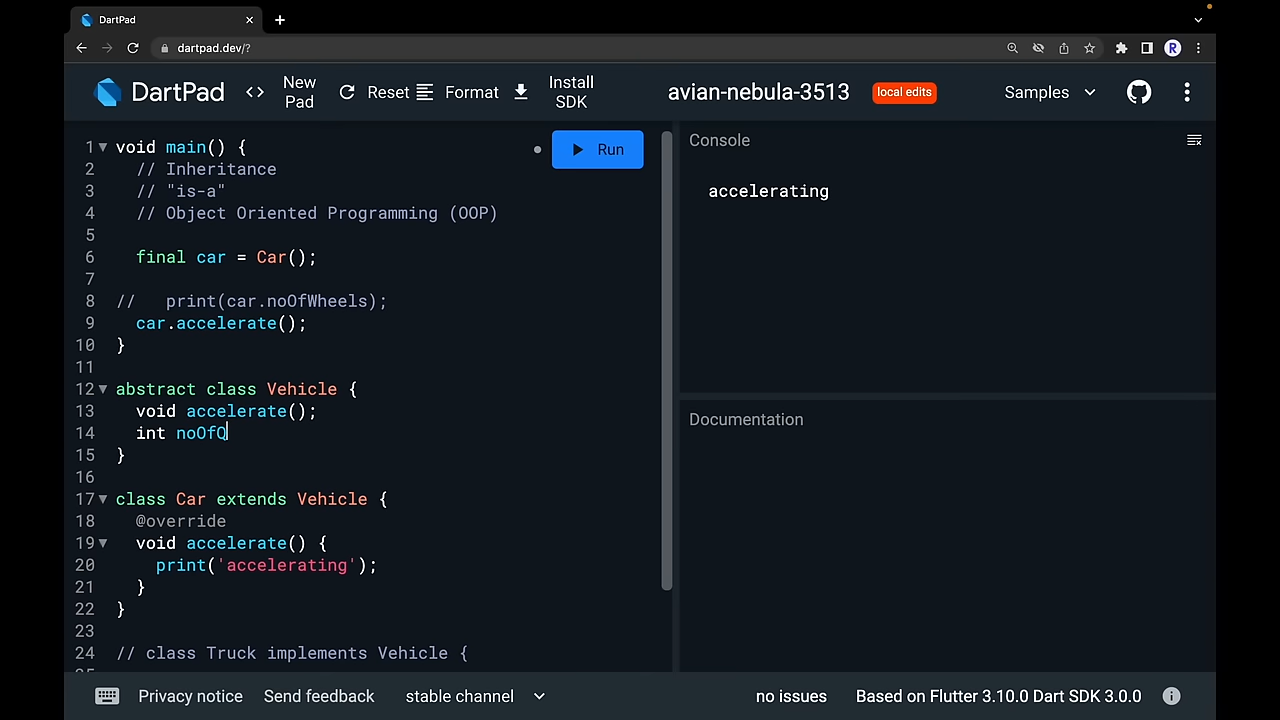 DartPad
dartpad.dev/?
R
DartPad
<>
New Pad
Reset
Format
Install SDK
avian-nebula-3513
local edits
Samples
Run
1 void main() {
2 // Inheritance
3 // "is-a"
4 // Object Oriented Programming (OOP)
5
6 final car = Car();
7
8 // print(car.noOfWheels);
9 car.accelerate();
10 }
11
12 abstract class Vehicle {
13 void accelerate();
14 int noOfQ
15 }
16
17 class Car extends Vehicle {
18 @override
19 void accelerate() {
20 print('accelerating');
21 }
22 }
23
24 // class Truck implements Vehicle {
Console
accelerating
Documentation
Privacy notice
Send feedback
stable channel
no issues
Based on Flutter 3.10.0 Dart SDK 3.0.0